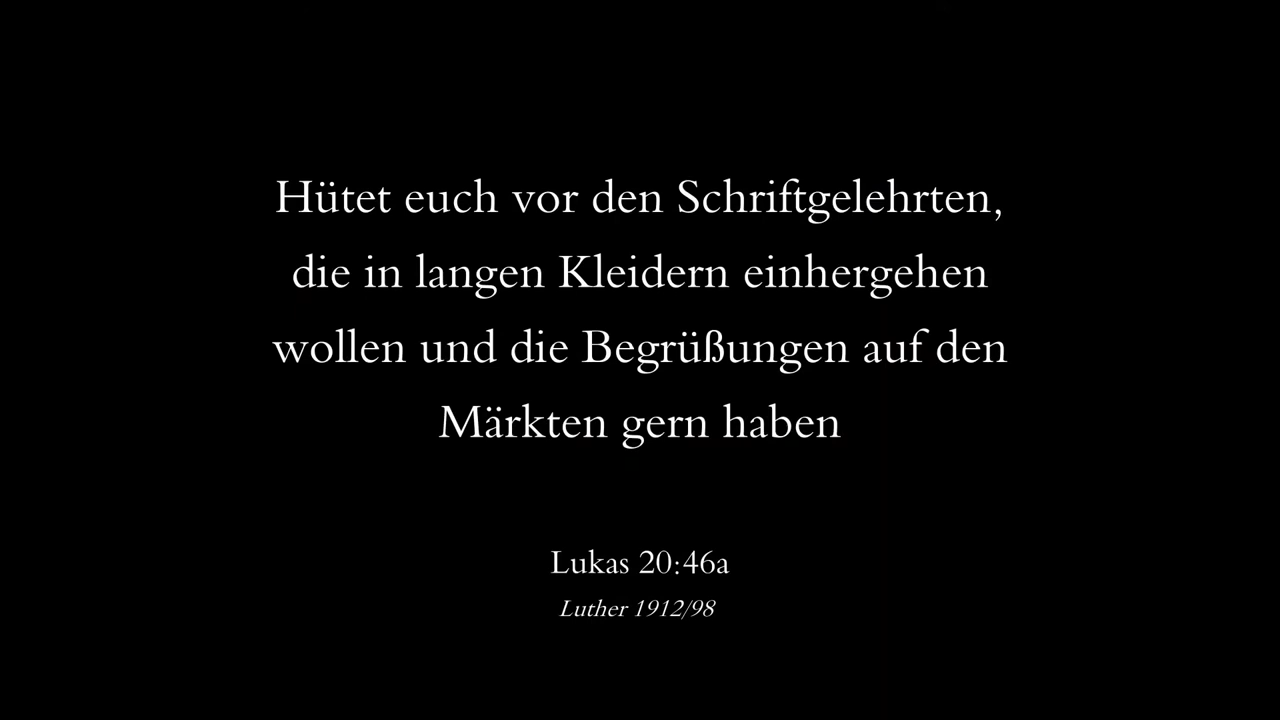 Hütet euch vor den Schriftgelehrten,
die in langen Kleidern einhergehen
wollen und die Begrüßungen auf den
Märkten gern haben
Lukas 20:46a
Luther 1912/98